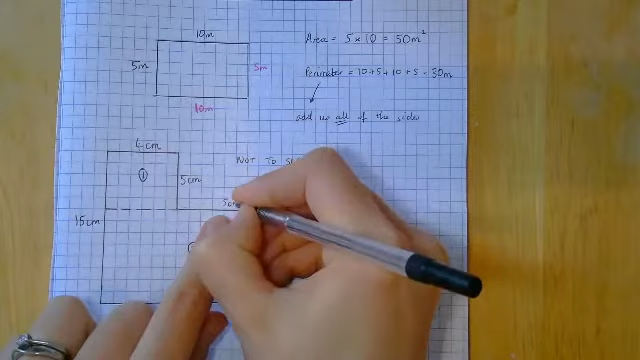 10m
Area = 5 x 10 = 50m²
5m
5m
Perimeter = 10+5+10+5 = 30m
10m
add up all of the sides
4cm
NOT TO
①
5cm
15cm